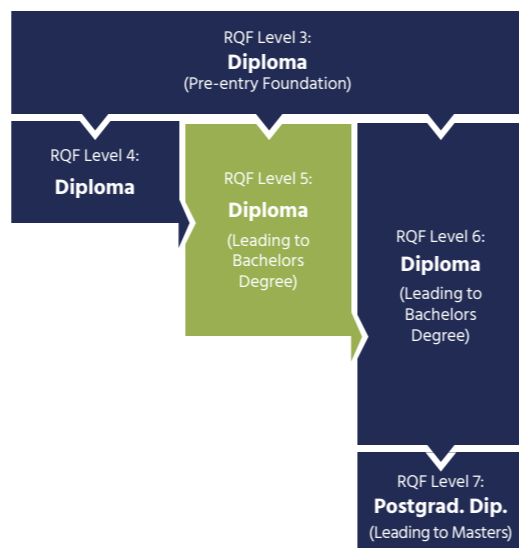 RQF Level 3:
Diploma
(Pre-entry Foundation)
RQF Level 4:
Diploma
RQF Level 5:
Diploma
(Leading to
Bachelors
Degree)
RQF Level 6:
Diploma
(Leading to
Bachelors
Degree)
RQF Level 7:
Postgrad. Dip.
(Leading to Masters)